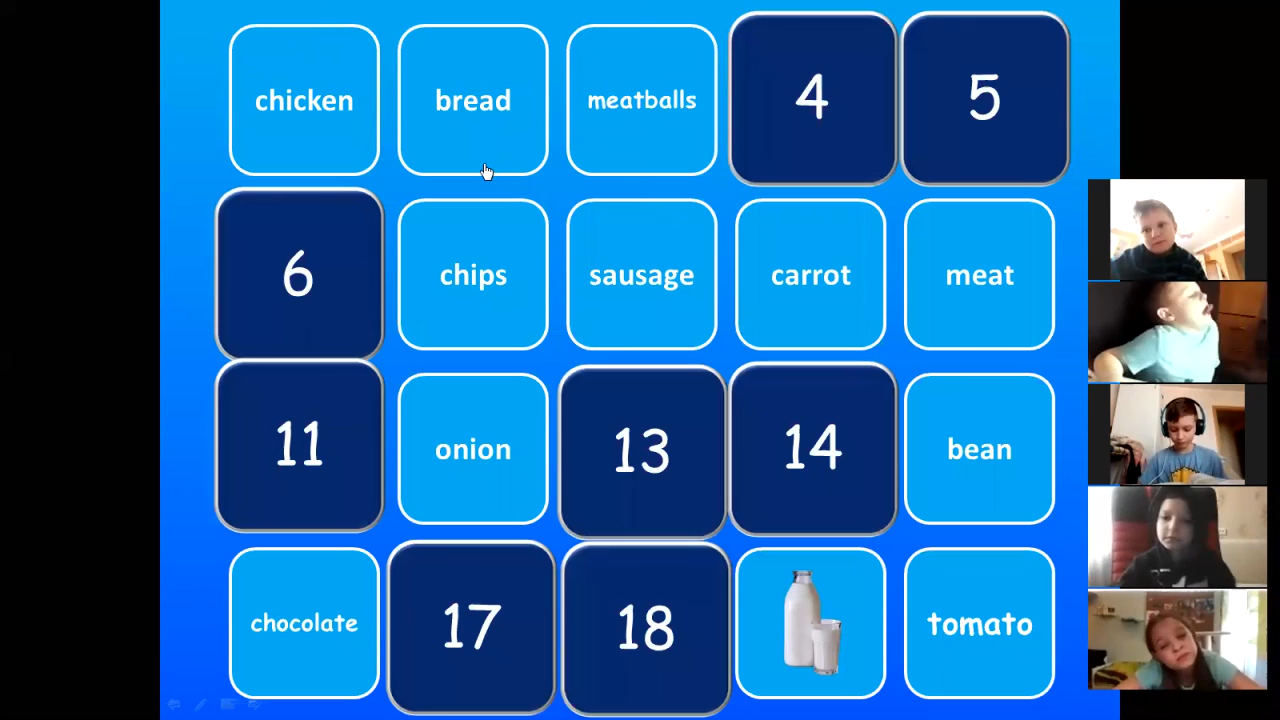 chicken
bread
meatballs
4
5
6
chips
sausage
carrot
meat
11
onion
13
14
bean
chocolate
17
18
tomato